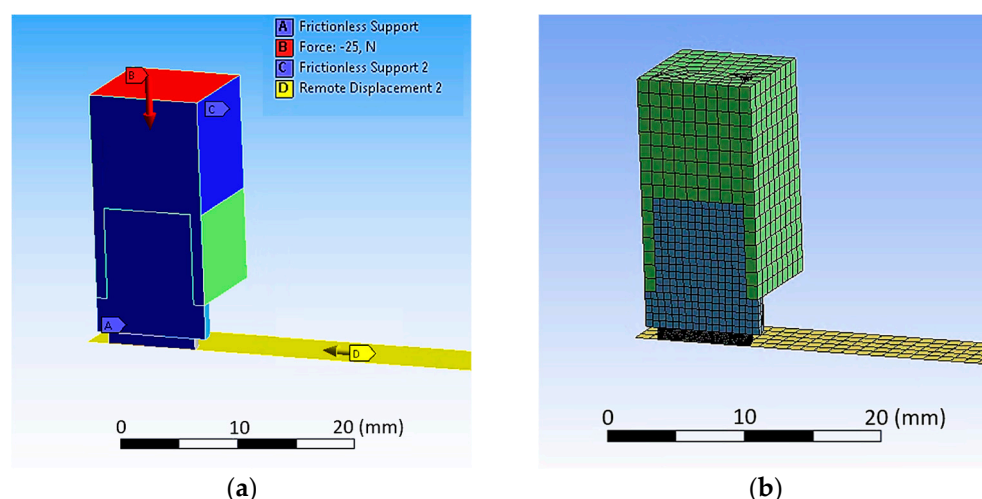 A Frictionless Support
B Force: -25, N
C Frictionless Support 2
D Remote Displacement 2
B
C
A
D
0 10 20 (mm)
0 10 20 (mm)
(a) (b)